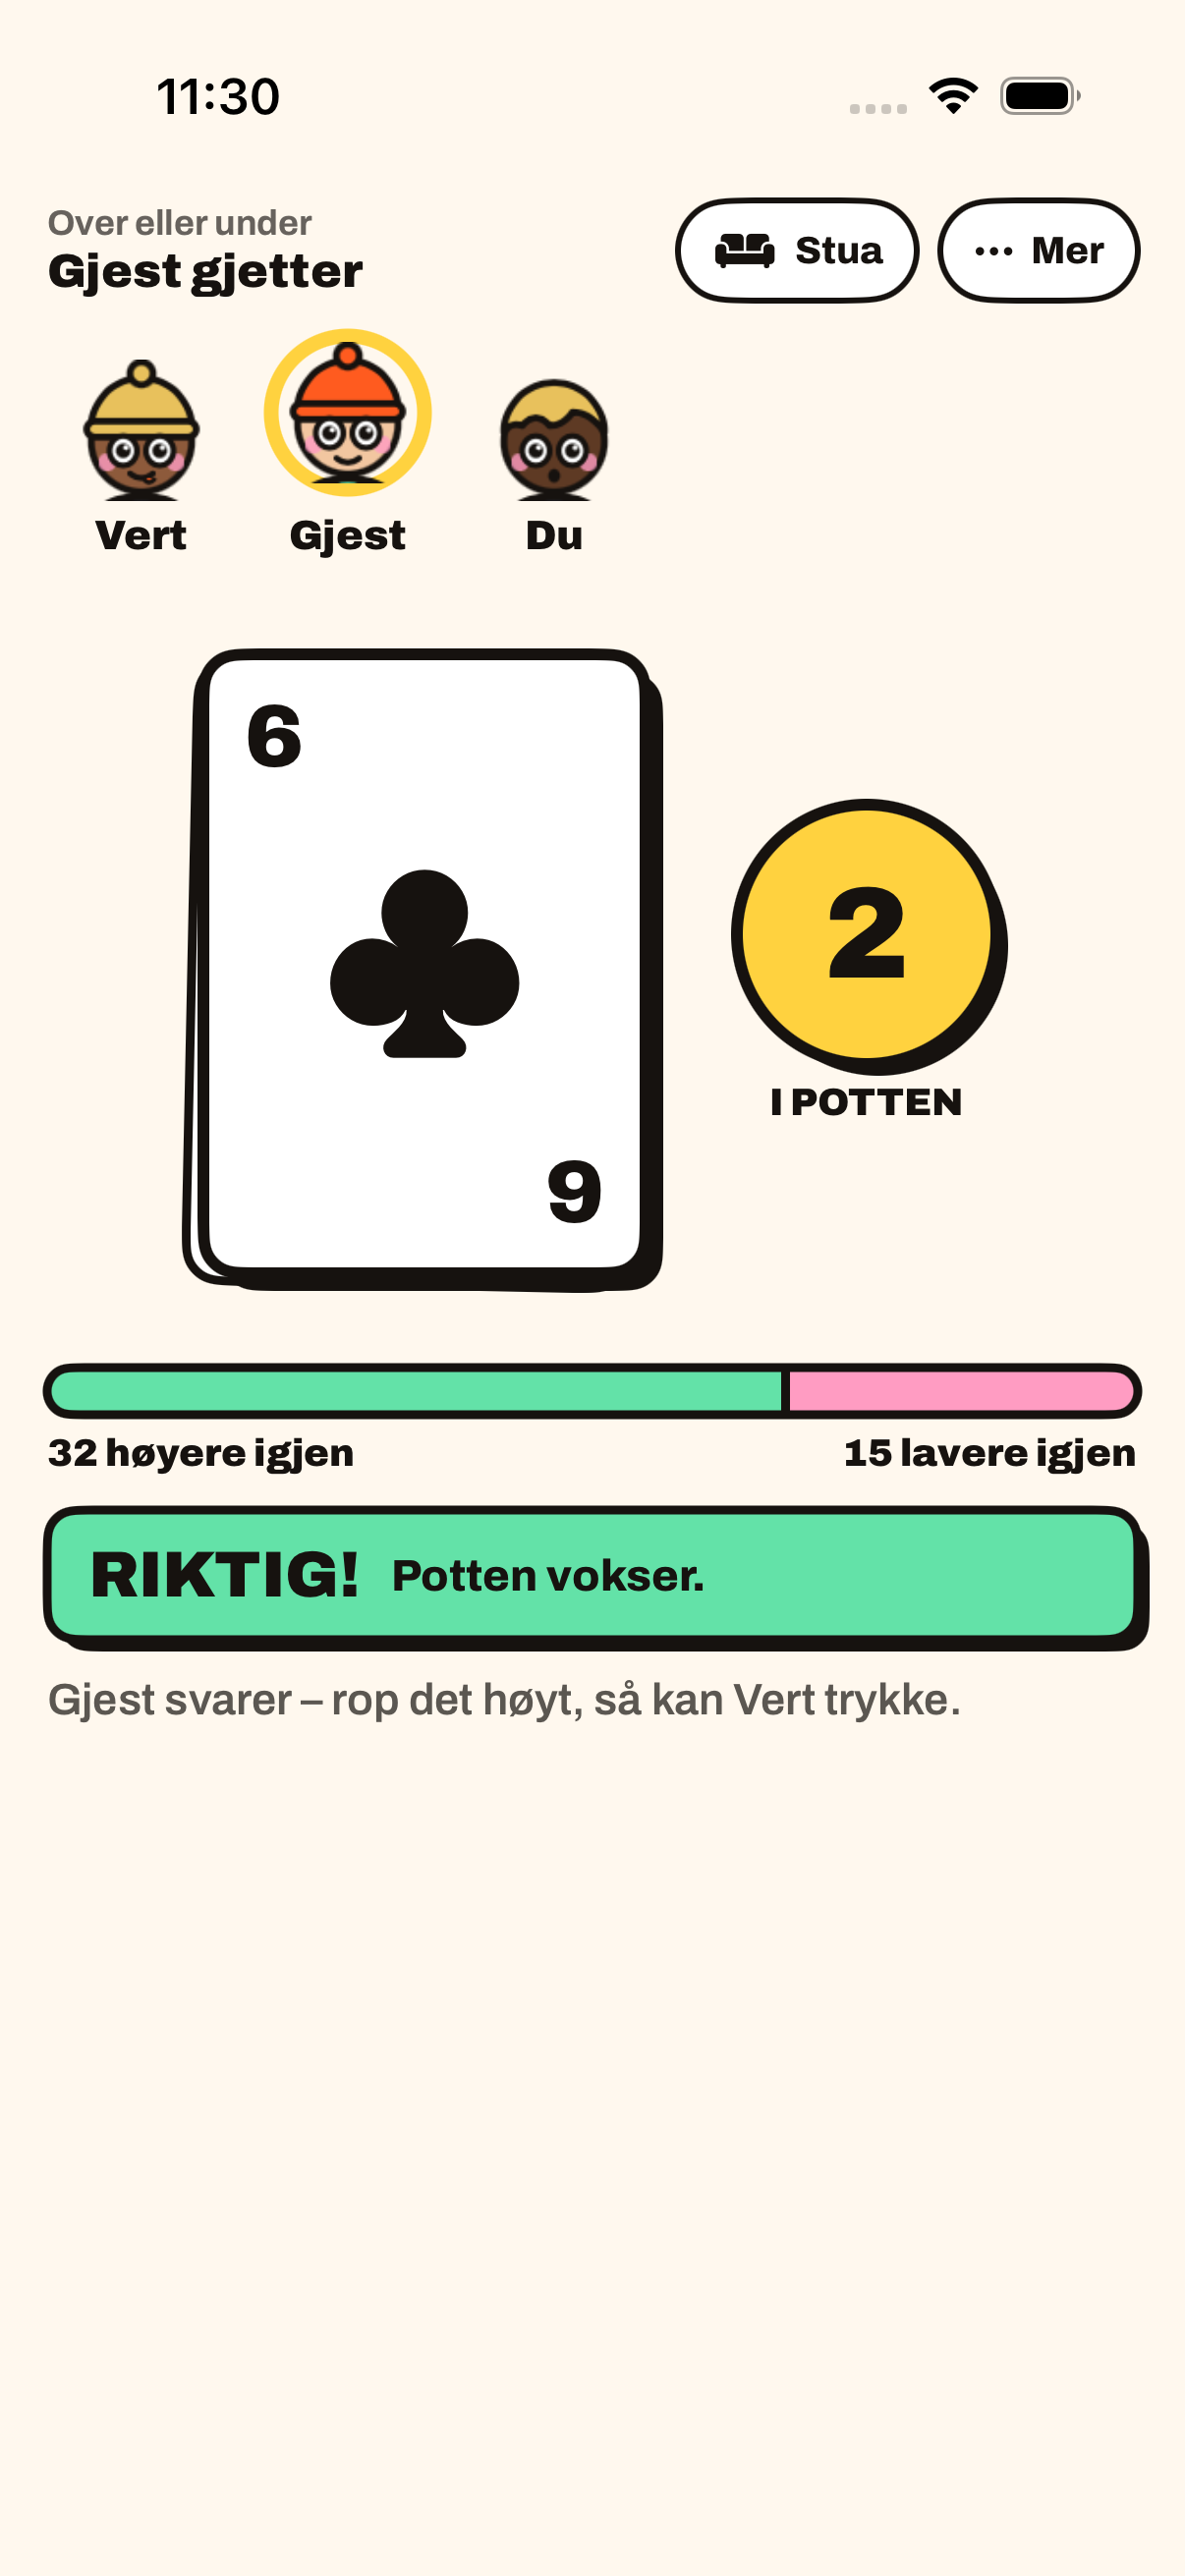 11:30
Over eller under
Gjest gjetter
Stua
Mer
Vert
Gjest
Du
6
2
I POTTEN
6
32 høyere igjen
15 lavere igjen
RIKTIG! Potten vokser.
Gjest svarer – rop det høyt, så kan Vert trykke.